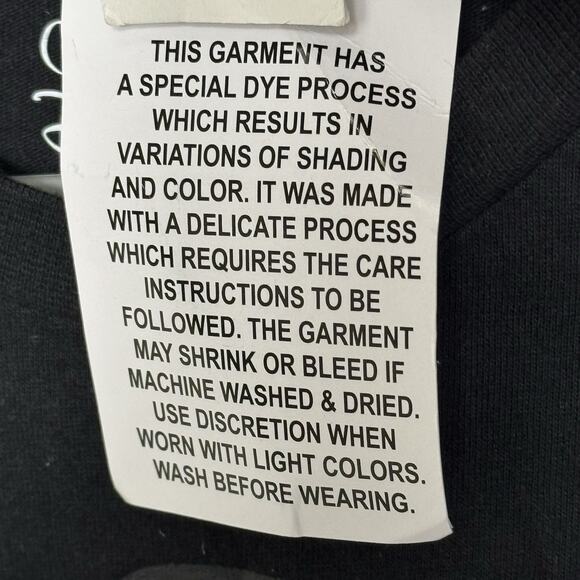 THIS GARMENT HAS
A SPECIAL DYE PROCESS
WHICH RESULTS IN
VARIATIONS OF SHADING
AND COLOR. IT WAS MADE
WITH A DELICATE PROCESS
WHICH REQUIRES THE CARE
INSTRUCTIONS TO BE
FOLLOWED. THE GARMENT
MAY SHRINK OR BLEED IF
MACHINE WASHED & DRIED.
USE DISCRETION WHEN
WORN WITH LIGHT COLORS.
WASH BEFORE WEARING.